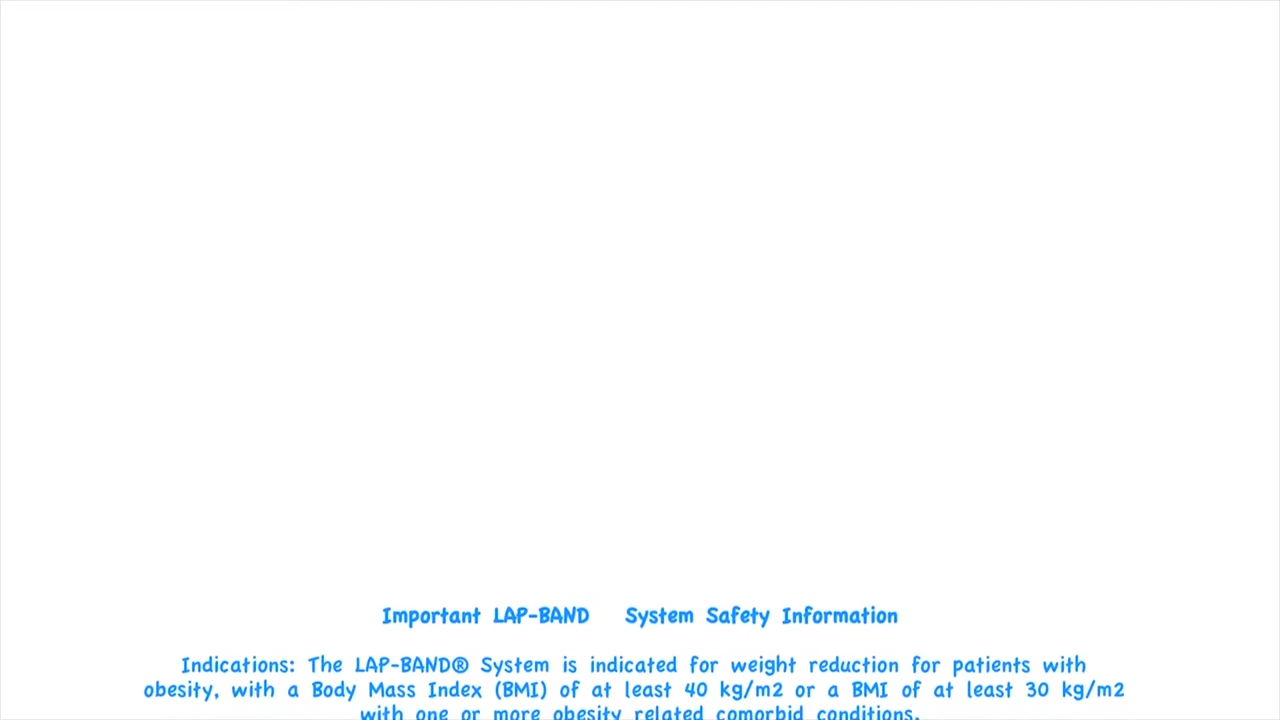 Important LAP-BAND System Safety Information
Indications: The LAP-BAND® System is indicated for weight reduction for patients with
obesity, with a Body Mass Index (BMI) of at least 40 kg/m2 or a BMI of at least 30 kg/m2
with one or more obesity related comorbid conditions.